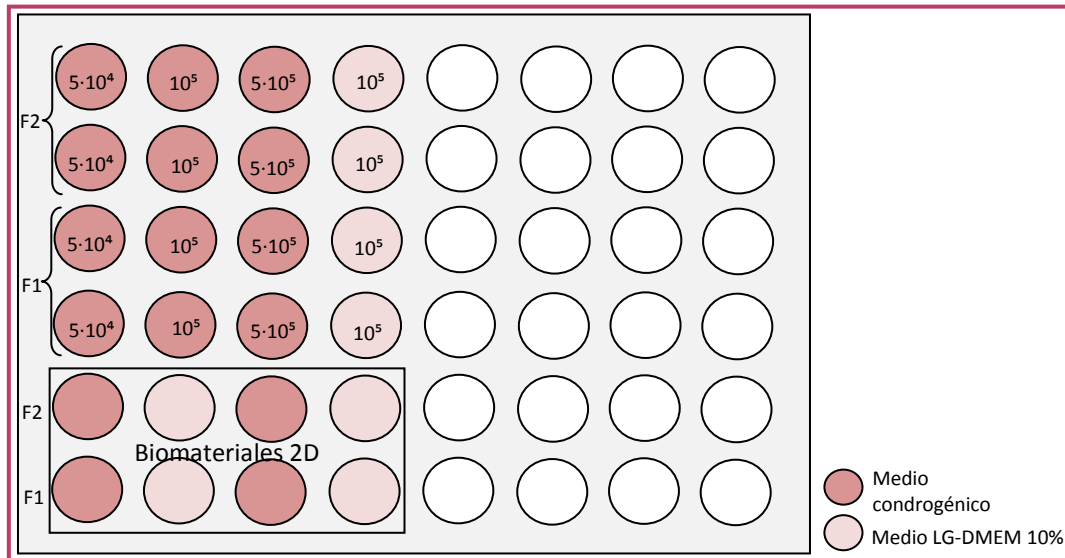 5·10⁴ 10⁵ 5·10⁵ 10⁵
F2
5·10⁴ 10⁵ 5·10⁵ 10⁵
5·10⁴ 10⁵ 5·10⁵ 10⁵
F1
5·10⁴ 10⁵ 5·10⁵ 10⁵
F2
Biomateriales 2D
F1
Medio
condrogénico
Medio LG-DMEM 10%